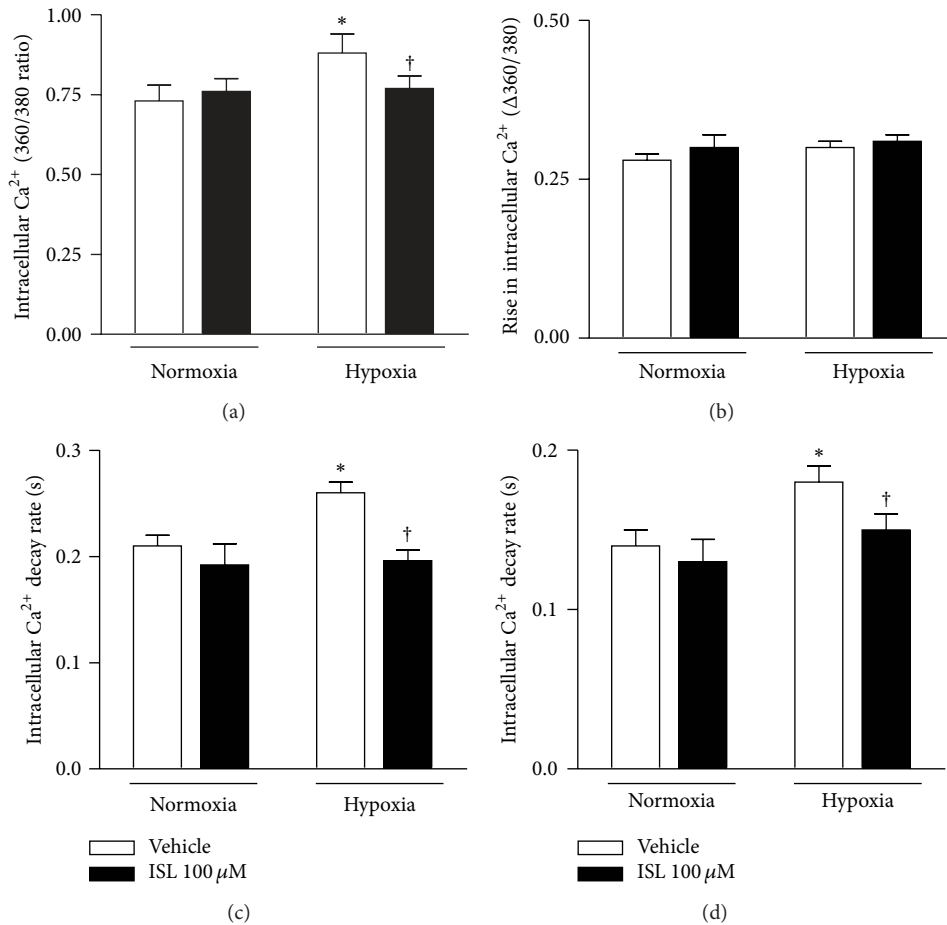 Intracellular Ca²⁺ (360/380 ratio)
1.00
0.75
0.50
0.25
0.00
*
†
Normoxia
Hypoxia
(a)
Rise in intracellular Ca²⁺ (Δ360/380)
0.50
0.25
0.00
Normoxia
Hypoxia
(b)
Intracellular Ca²⁺ decay rate (s)
0.3
0.2
0.1
0.0
*
†
Normoxia
Hypoxia
Vehicle
ISL 100 μM
(c)
Intracellular Ca²⁺ decay rate (s)
0.2
0.1
0.0
*
†
Normoxia
Hypoxia
Vehicle
ISL 100 μM
(d)